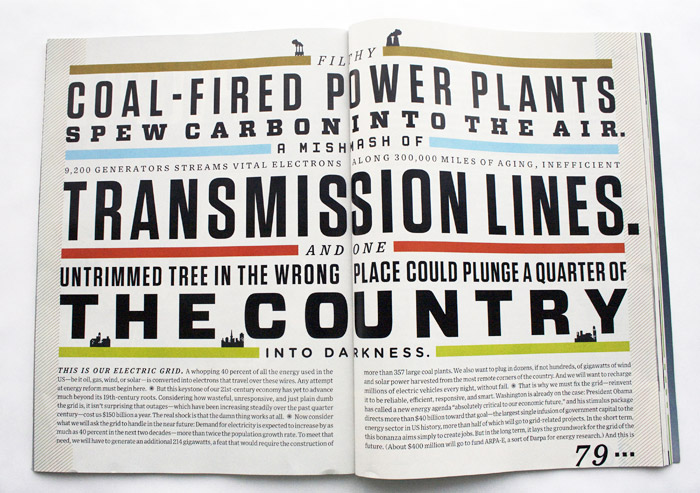 FILTHY
COAL-FIRED POWER PLANTS
SPEW CARBON INTO THE AIR.
A MISHMASH OF
9,200 GENERATORS STREAMS VITAL ELECTRONS ALONG 300,000 MILES OF AGING, INEFFICIENT
TRANSMISSION LINES.
AND ONE
UNTRIMMED TREE IN THE WRONG PLACE COULD PLUNGE A QUARTER OF
THE COUNTRY
INTO DARKNESS.
THIS IS OUR ELECTRIC GRID. A whopping 40 percent of all the energy used in the
US—be it oil, gas, wind, or solar—is converted into electrons that travel over these wires. Any attempt
at energy reform must begin here. ✺ But this keystone of our 21st-century economy has yet to advance
much beyond its 19th-century roots. Considering how wasteful, unresponsive, and just plain dumb
the grid is, it isn't surprising that outages—which have been increasing steadily over the past quarter
century—cost us $150 billion a year. The real shock is that the damn thing works at all. ✺ Now consider
what we will ask the grid to handle in the near future: Demand for electricity is expected to increase by as
much as 40 percent in the next two decades—more than twice the population growth rate. To meet that
need, we will have to generate an additional 214 gigawatts, a feat that would require the construction of
more than 357 large coal plants. We also want to plug in dozens, if not hundreds, of gigawatts of wind
and solar power harvested from the most remote corners of the country. And we will want to recharge
millions of electric vehicles every night, without fail. ✺ That is why we must fix the grid—reinvent
it to be reliable, efficient, responsive, and smart. Washington is already on the case: President Obama
has called a new energy agenda "absolutely critical to our economic future," and his stimulus package
directs more than $40 billion toward that goal—the largest single infusion of government capital to the
energy sector in US history, more than half of which will go to grid-related projects. In the short term,
this bonanza aims simply to create jobs. But in the long term, it lays the groundwork for the grid of the
future. (About $400 million will go to fund ARPA-E, a sort of Darpa for energy research.) And this is
79